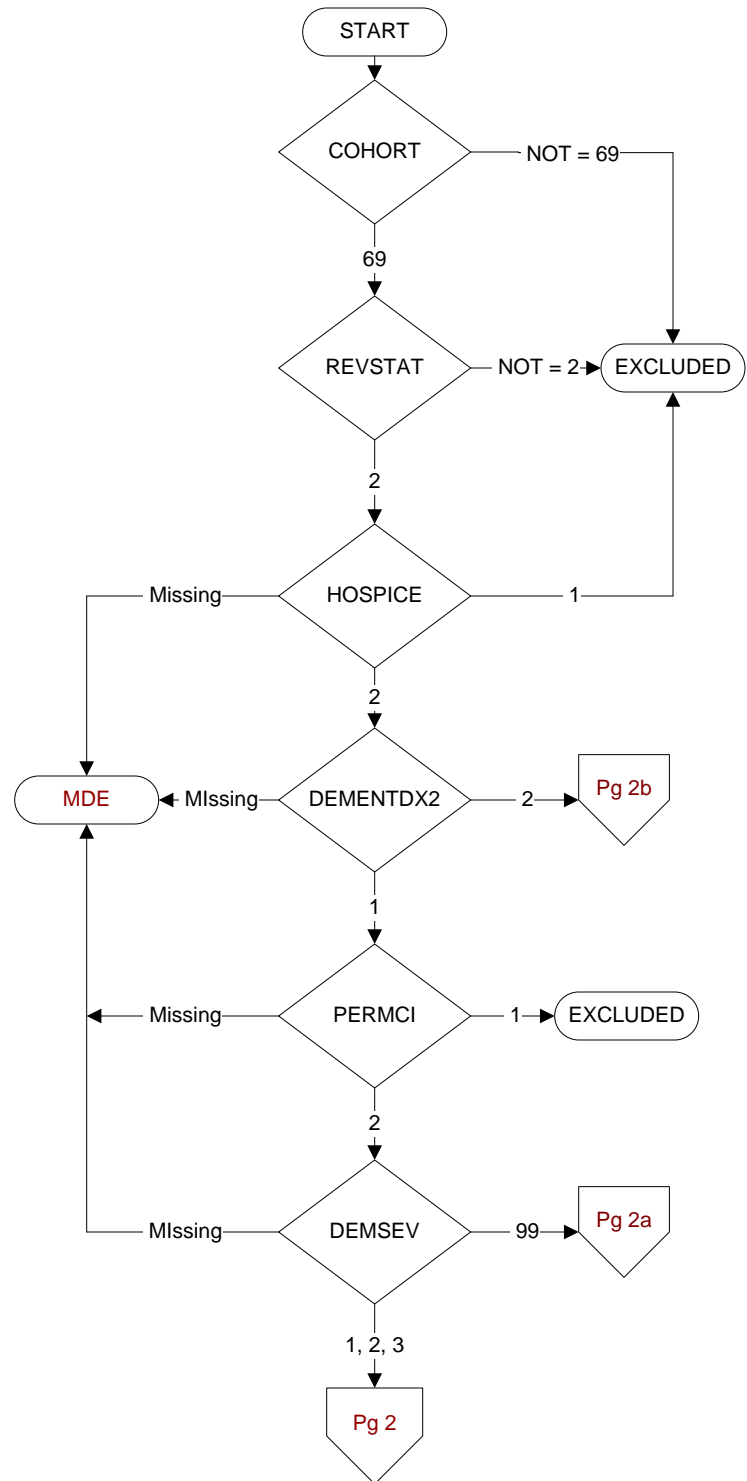 START
COHORT
NOT = 69
69
REVSTAT
NOT = 2
EXCLUDED
2
Missing
HOSPICE
1
2
MDE
MIssing
DEMENTDX2
2
Pg 2b
1
Missing
PERMCI
1
EXCLUDED
2
MIssing
DEMSEV
99
Pg 2a
1, 2, 3
Pg 2